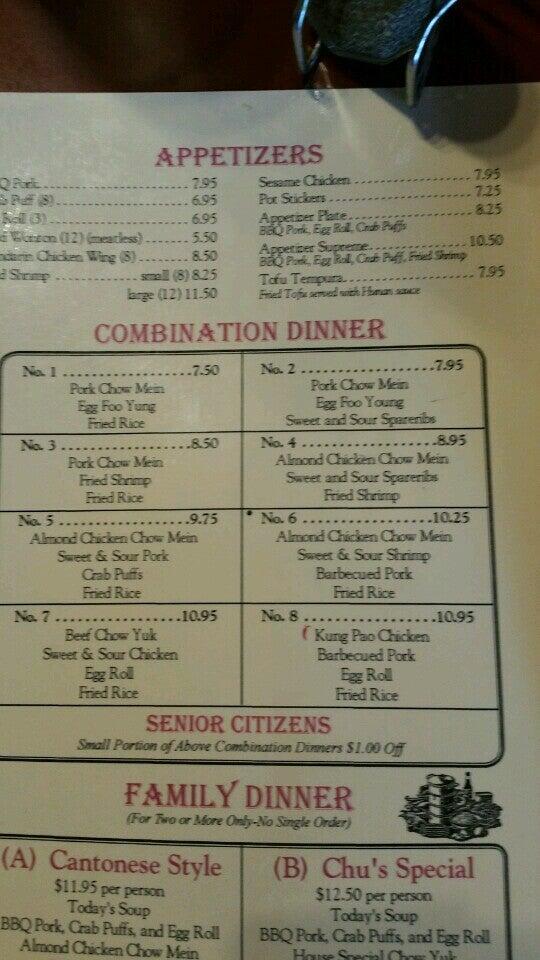 APPETIZERS
Q Pork 7.95
Puff (8) 6.95
Roll (3) 6.95
Wonton (12) (meatless) 5.50
ndarin Chicken Wing (8) 8.50
d Shrimp small (8) 8.25
large (12) 11.50
Sesame Chicken 7.95
Pot Stickers 7.25
Appetizer Plate 8.25
BBQ Pork, Egg Roll, Crab Puffs
Appetizer Supreme 10.50
BBQ Pork, Egg Roll, Crab Puff, Fried Shrimp
Tofu Tempura 7.95
Fried Tofu served with Hunan sauce
COMBINATION DINNER
No. 1 7.50
Pork Chow Mein
Egg Foo Yung
Fried Rice
No. 2 7.95
Pork Chow Mein
Egg Foo Young
Sweet and Sour Spareribs
No. 3 8.50
Pork Chow Mein
Fried Shrimp
Fried Rice
No. 4 8.95
Almond Chicken Chow Mein
Sweet and Sour Spareribs
Fried Shrimp
No. 5 9.75
Almond Chicken Chow Mein
Sweet & Sour Pork
Crab Puffs
Fried Rice
No. 6 10.25
Almond Chicken Chow Mein
Sweet & Sour Shrimp
Barbecued Pork
Fried Rice
No. 7 10.95
Beef Chow Yuk
Sweet & Sour Chicken
Egg Roll
Fried Rice
No. 8 10.95
Kung Pao Chicken
Barbecued Pork
Egg Roll
Fried Rice
SENIOR CITIZENS
Small Portion of Above Combination Dinners $1.00 Off
FAMILY DINNER
(For Two or More Only-No Single Order)
(A) Cantonese Style
$11.95 per person
Today's Soup
BBQ Pork, Crab Puffs, and Egg Roll
Almond Chicken Chow Mein
(B) Chu's Special
$12.50 per person
Today's Soup
BBQ Pork, Crab Puffs, and Egg Roll
House Special Chow Yuk